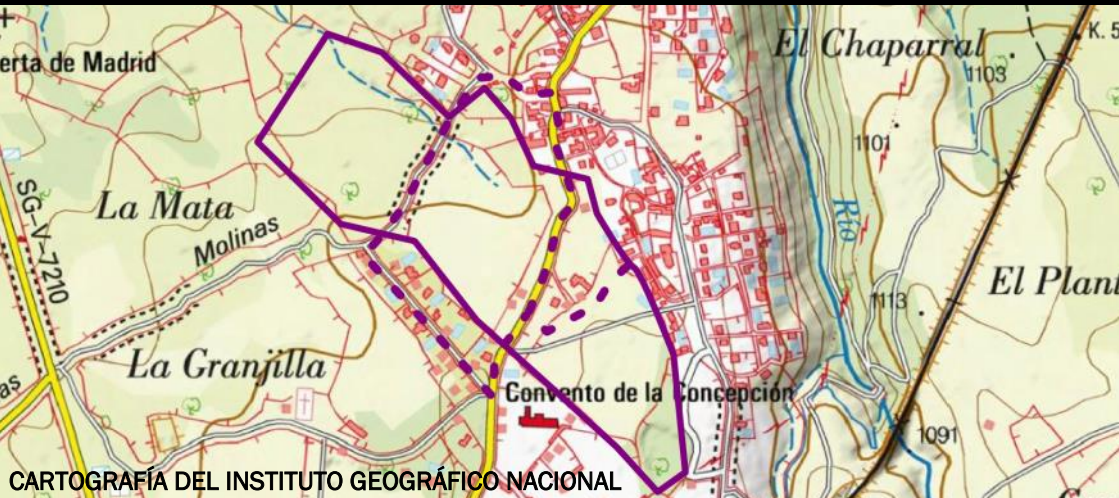 El Chaparral
K. 5
erta de Madrid
1103
1101
SG-V-7210
La Mata
Molinas
Río
El Plant
1113
La Granjilla
as
Convento de la Concepción
1091
CARTOGRAFÍA DEL INSTITUTO GEOGRÁFICO NACIONAL